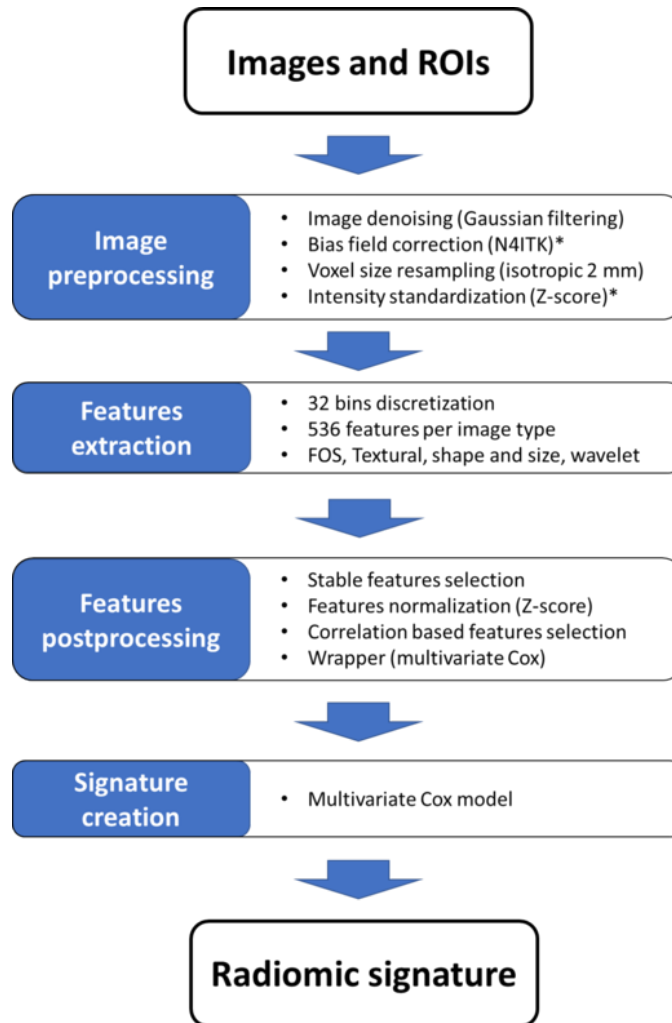 Images and ROIs
Image
preprocessing
• Image denoising (Gaussian filtering)
• Bias field correction (N4ITK)*
• Voxel size resampling (isotropic 2 mm)
• Intensity standardization (Z-score)*
Features
extraction
• 32 bins discretization
• 536 features per image type
• FOS, Textural, shape and size, wavelet
Features
postprocessing
• Stable features selection
• Features normalization (Z-score)
• Correlation based features selection
• Wrapper (multivariate Cox)
Signature
creation
• Multivariate Cox model
Radiomic signature